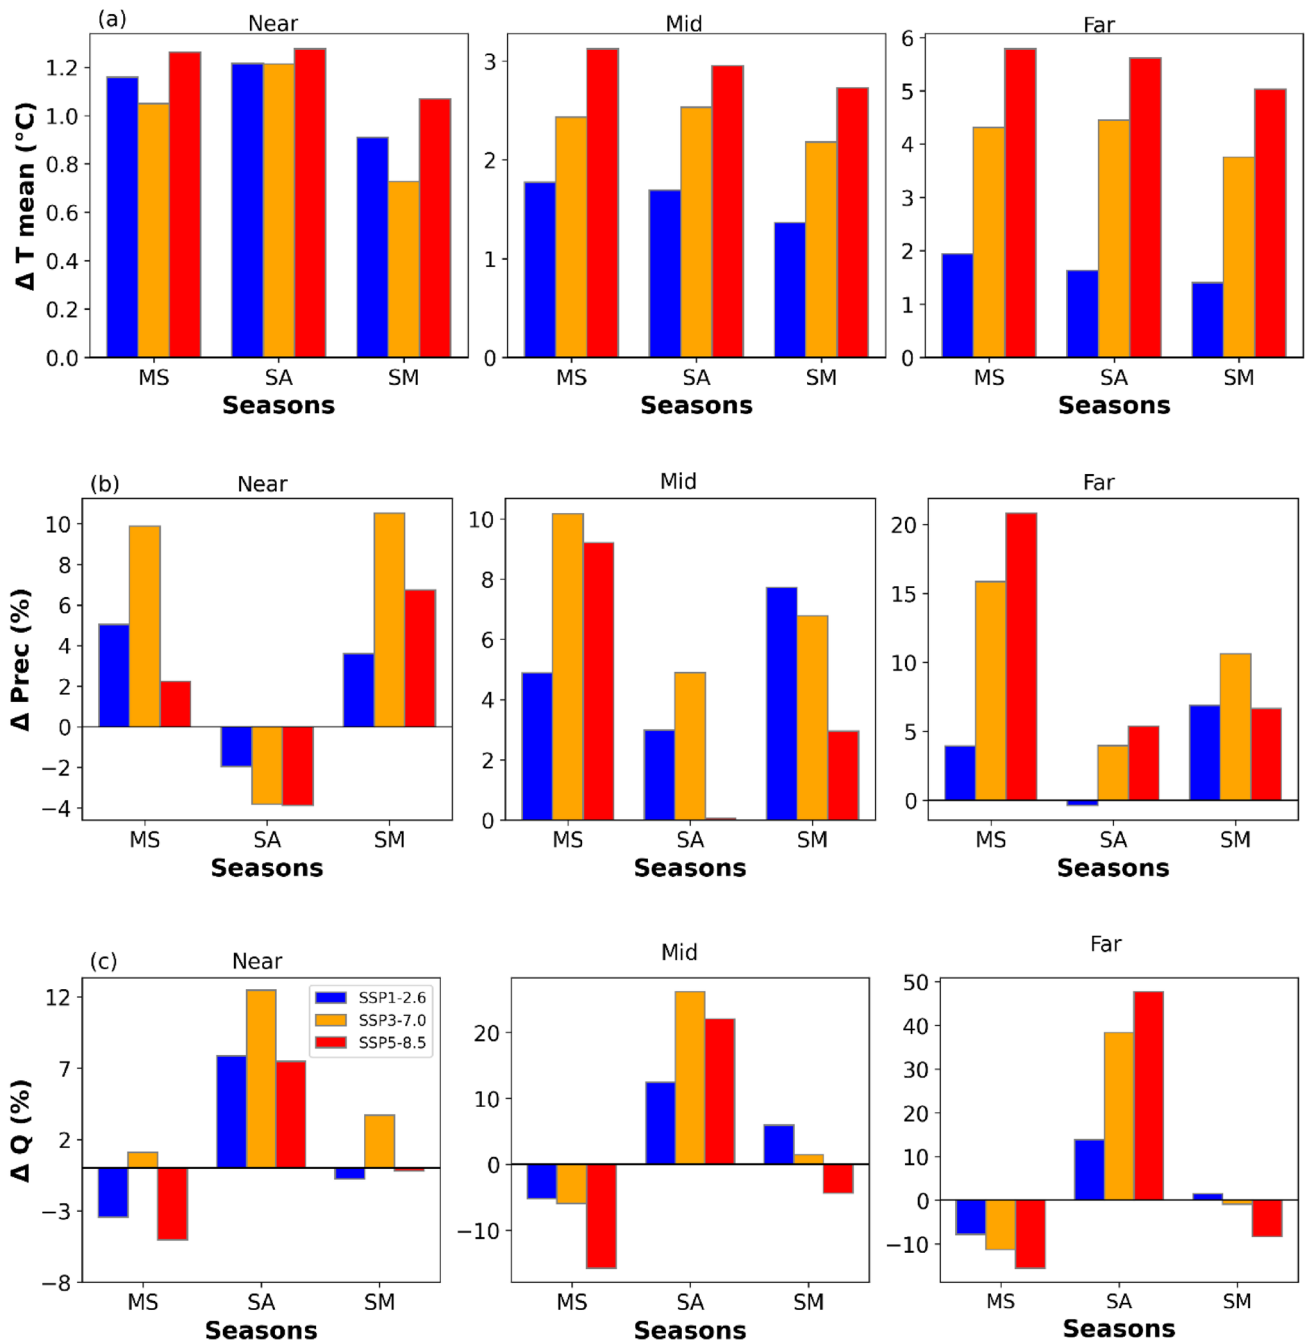 (a)
Near
Mid
Far
Δ T mean (°C)
1.2
1.0
0.8
0.6
0.4
0.2
0.0
3
2
1
0
6
5
4
3
2
1
0
MS SA SM
MS SA SM
MS SA SM
Seasons
Seasons
Seasons
(b)
Near
Mid
Far
Δ Prec (%)
10
8
6
4
2
0
−2
−4
10
8
6
4
2
0
20
15
10
5
0
MS SA SM
MS SA SM
MS SA SM
Seasons
Seasons
Seasons
(c)
Near
Mid
Far
Δ Q (%)
12
7
2
−3
−8
SSP1-2.6
SSP3-7.0
SSP5-8.5
20
10
0
−10
50
40
30
20
10
0
−10
MS SA SM
MS SA SM
MS SA SM
Seasons
Seasons
Seasons